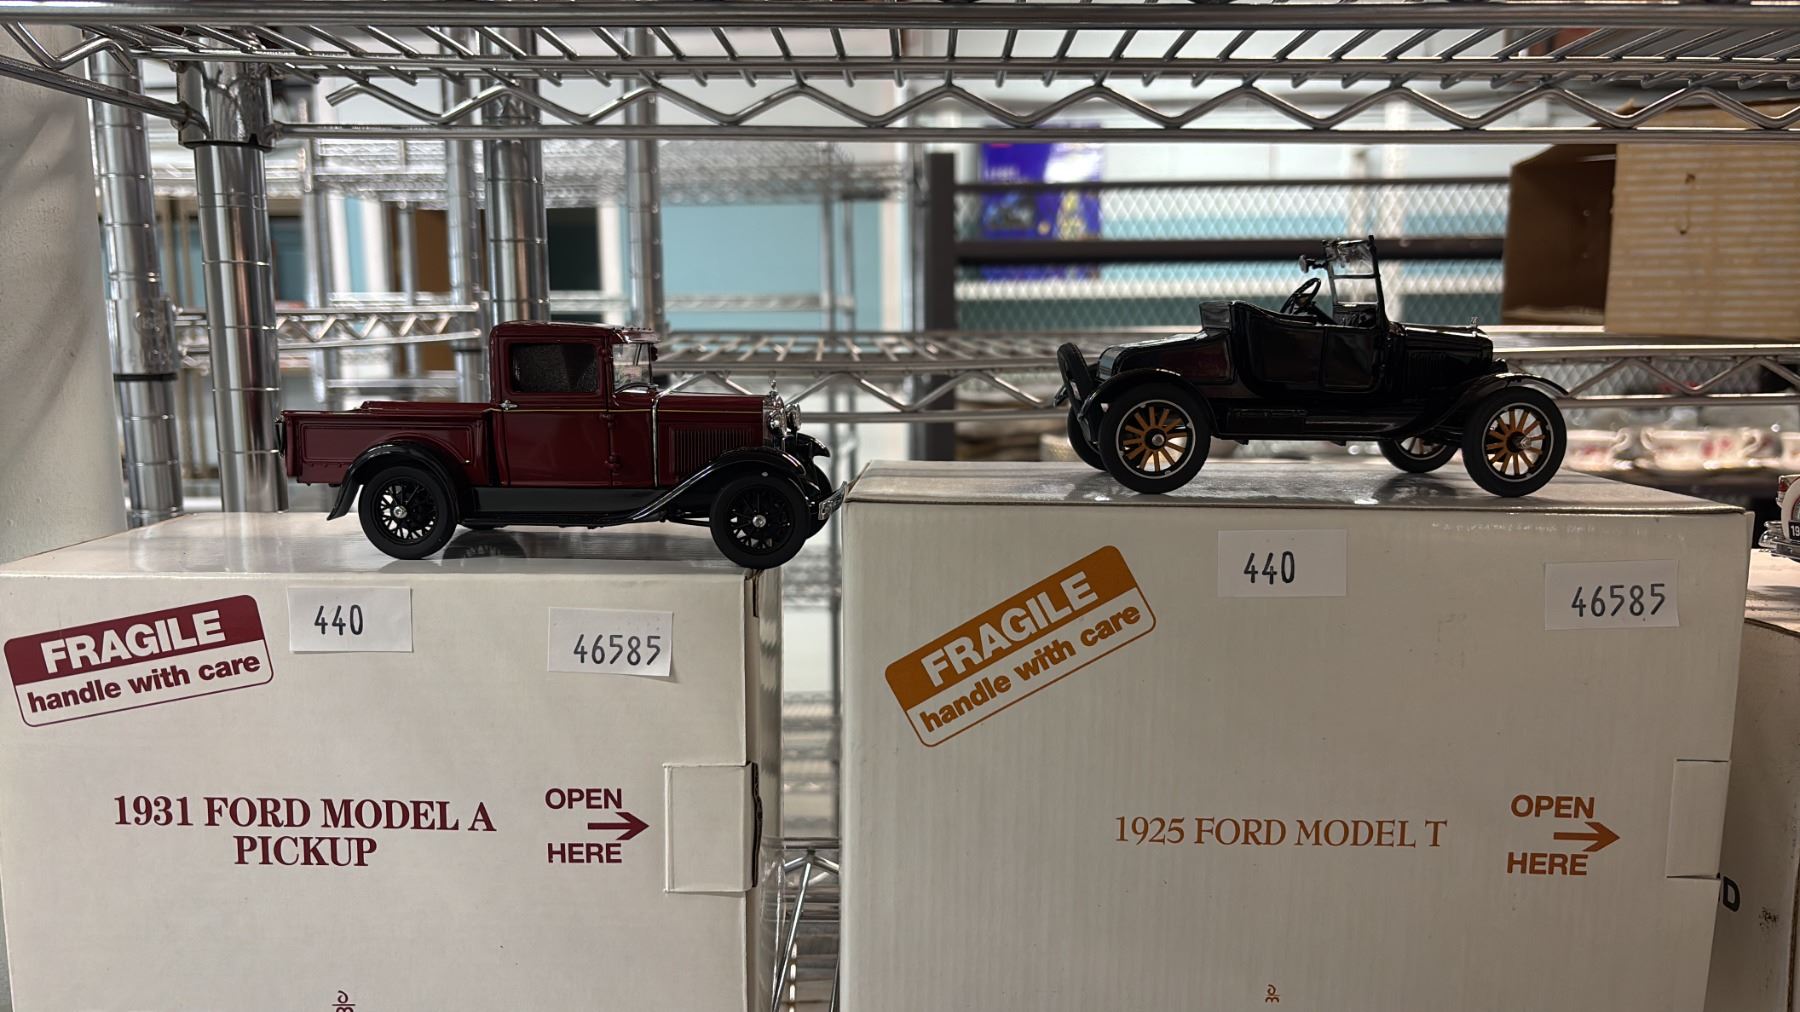 FRAGILE
handle with care
440
46585
1931 FORD MODEL A
PICKUP
OPEN
HERE
FRAGILE
handle with care
440
46585
1925 FORD MODEL T
OPEN
HERE
D
19